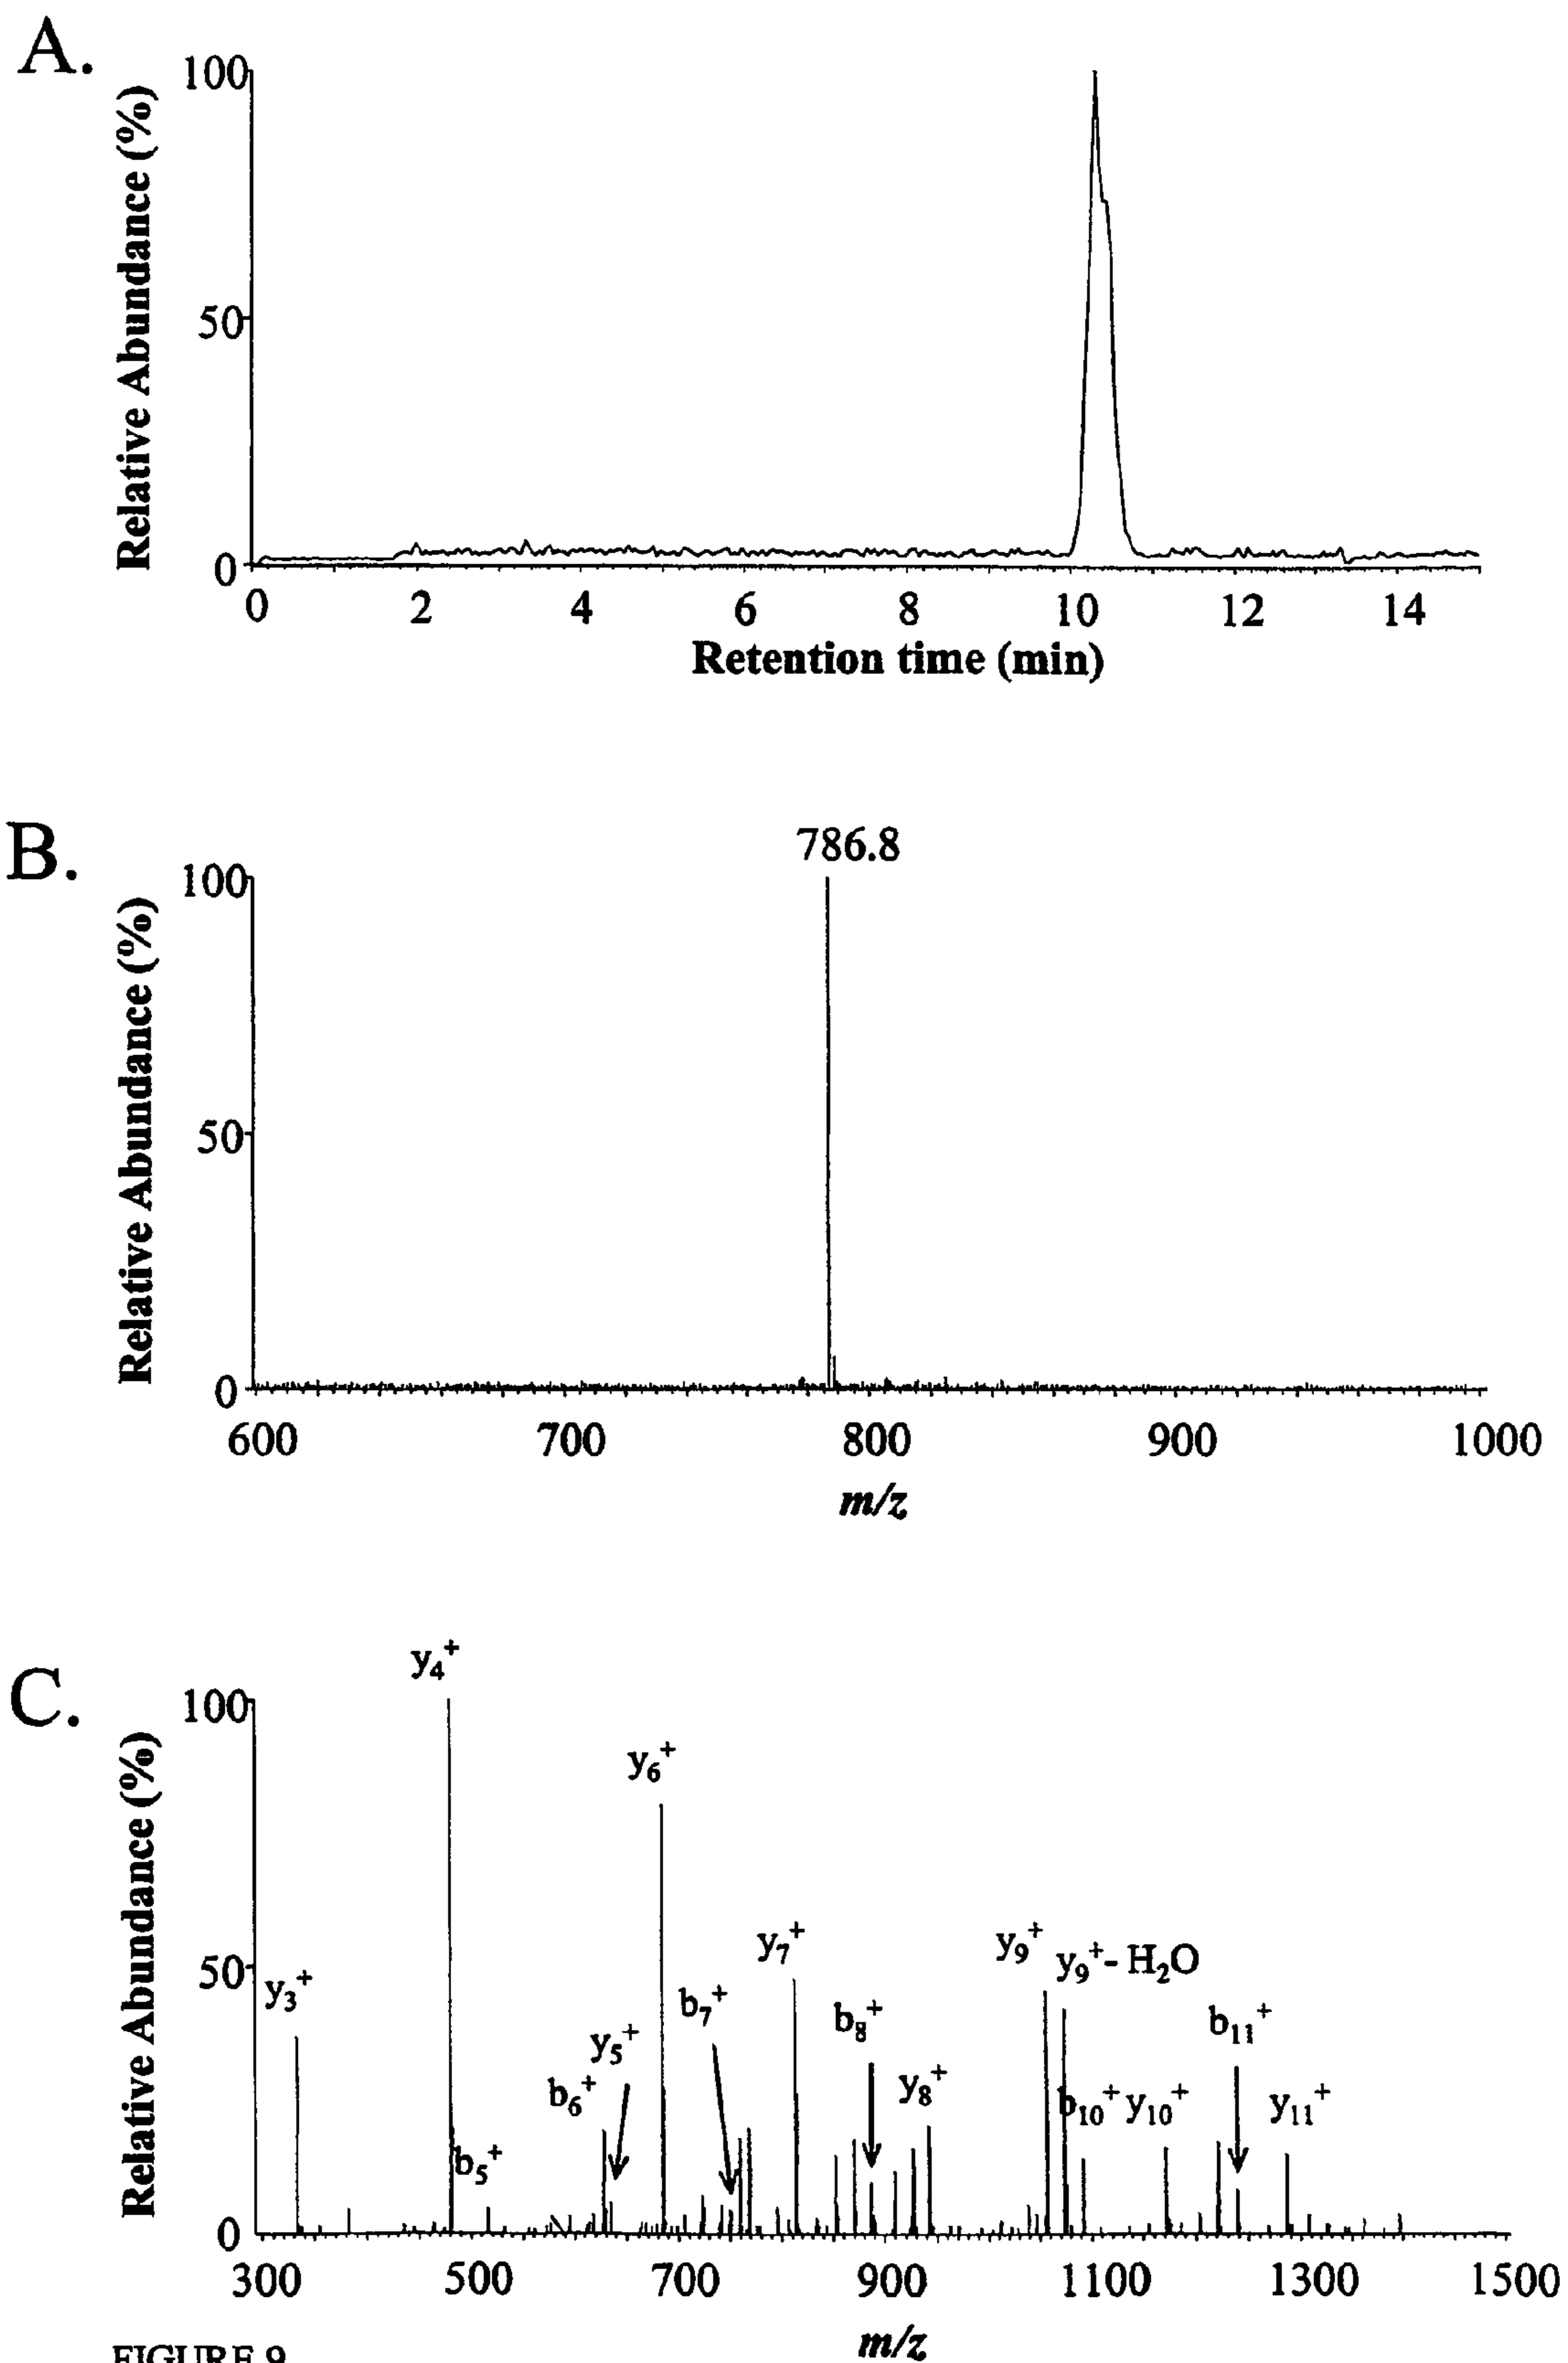 A.
Relative Abundance (%)
100
50
0
0 2 4 6 8 10 12 14
Retention time (min)
B.
786.8
Relative Abundance (%)
100
50
0
600 700 800 900 1000
m/z
C.
Relative Abundance (%)
100
50
0
y₃⁺
y₄⁺
b₅⁺
b₆⁺
y₅⁺
y₆⁺
b₇⁺
y₇⁺
b₈⁺
y₈⁺
y₉⁺
y₉⁺- H₂O
b₁₀⁺
y₁₀⁺
b₁₁⁺
y₁₁⁺
300 500 700 900 1100 1300 1500
m/z
FIGURE 9